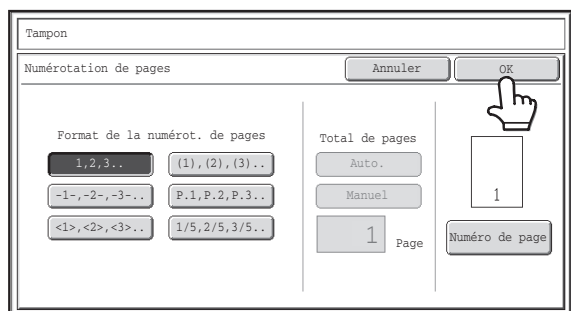 Tampon
Numérotation de pages
Annuler
OK
Format de la numérot. de pages
1,2,3..
(1),(2),(3)..
-1-,-2-,-3-..
P.1,P.2,P.3..
<1>,<2>,<3>..
1/5,2/5,3/5..
Total de pages
Auto.
Manuel
1 Page
1
Numéro de page